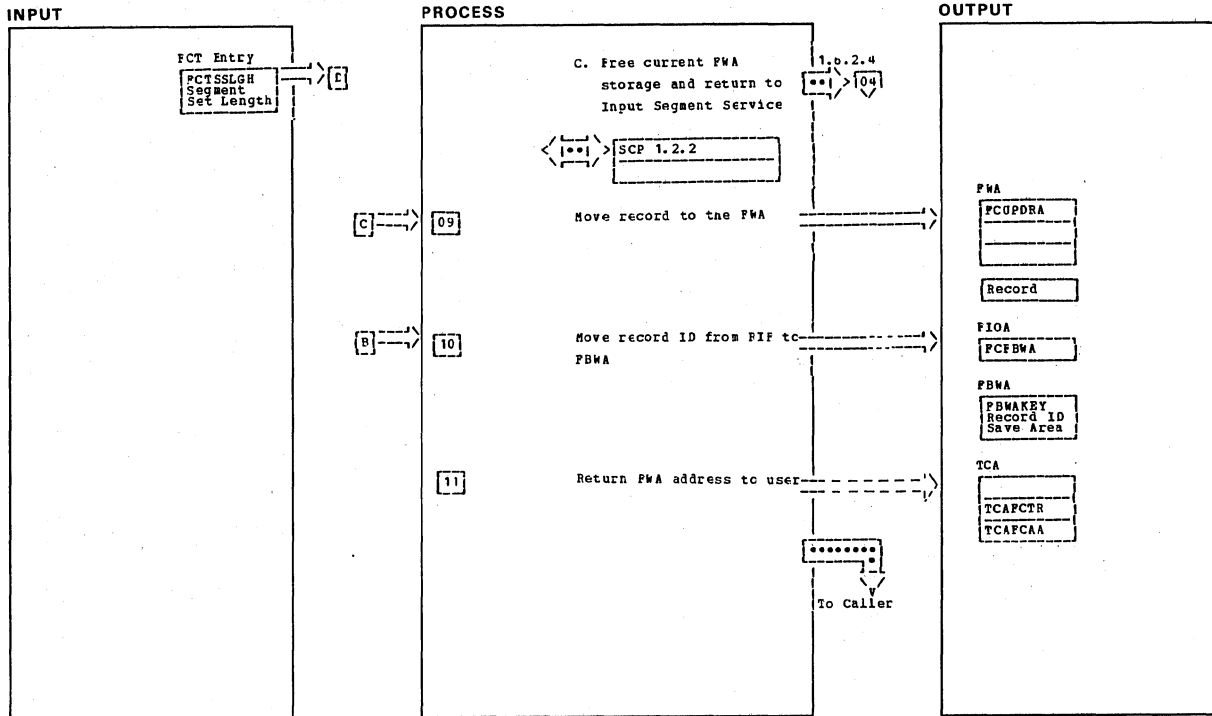 INPUT
PROCESS
OUTPUT
FCT Entry
FCTSSLGH
Segment
Set Length
E
C. Free current FWA
storage and return to
Input Segment Service
1.6.2.4
04
SCP 1.2.2
C
09
Move record to the FWA
FWA
FCUPDRA
Record
B
10
Move record ID from FIF to
FBWA
FIOA
FCFBWA
FBWA
FBWAKEY
Record ID
Save Area
11
Return FWA address to user
TCA
TCAFCTR
TCAFCAA
To Caller